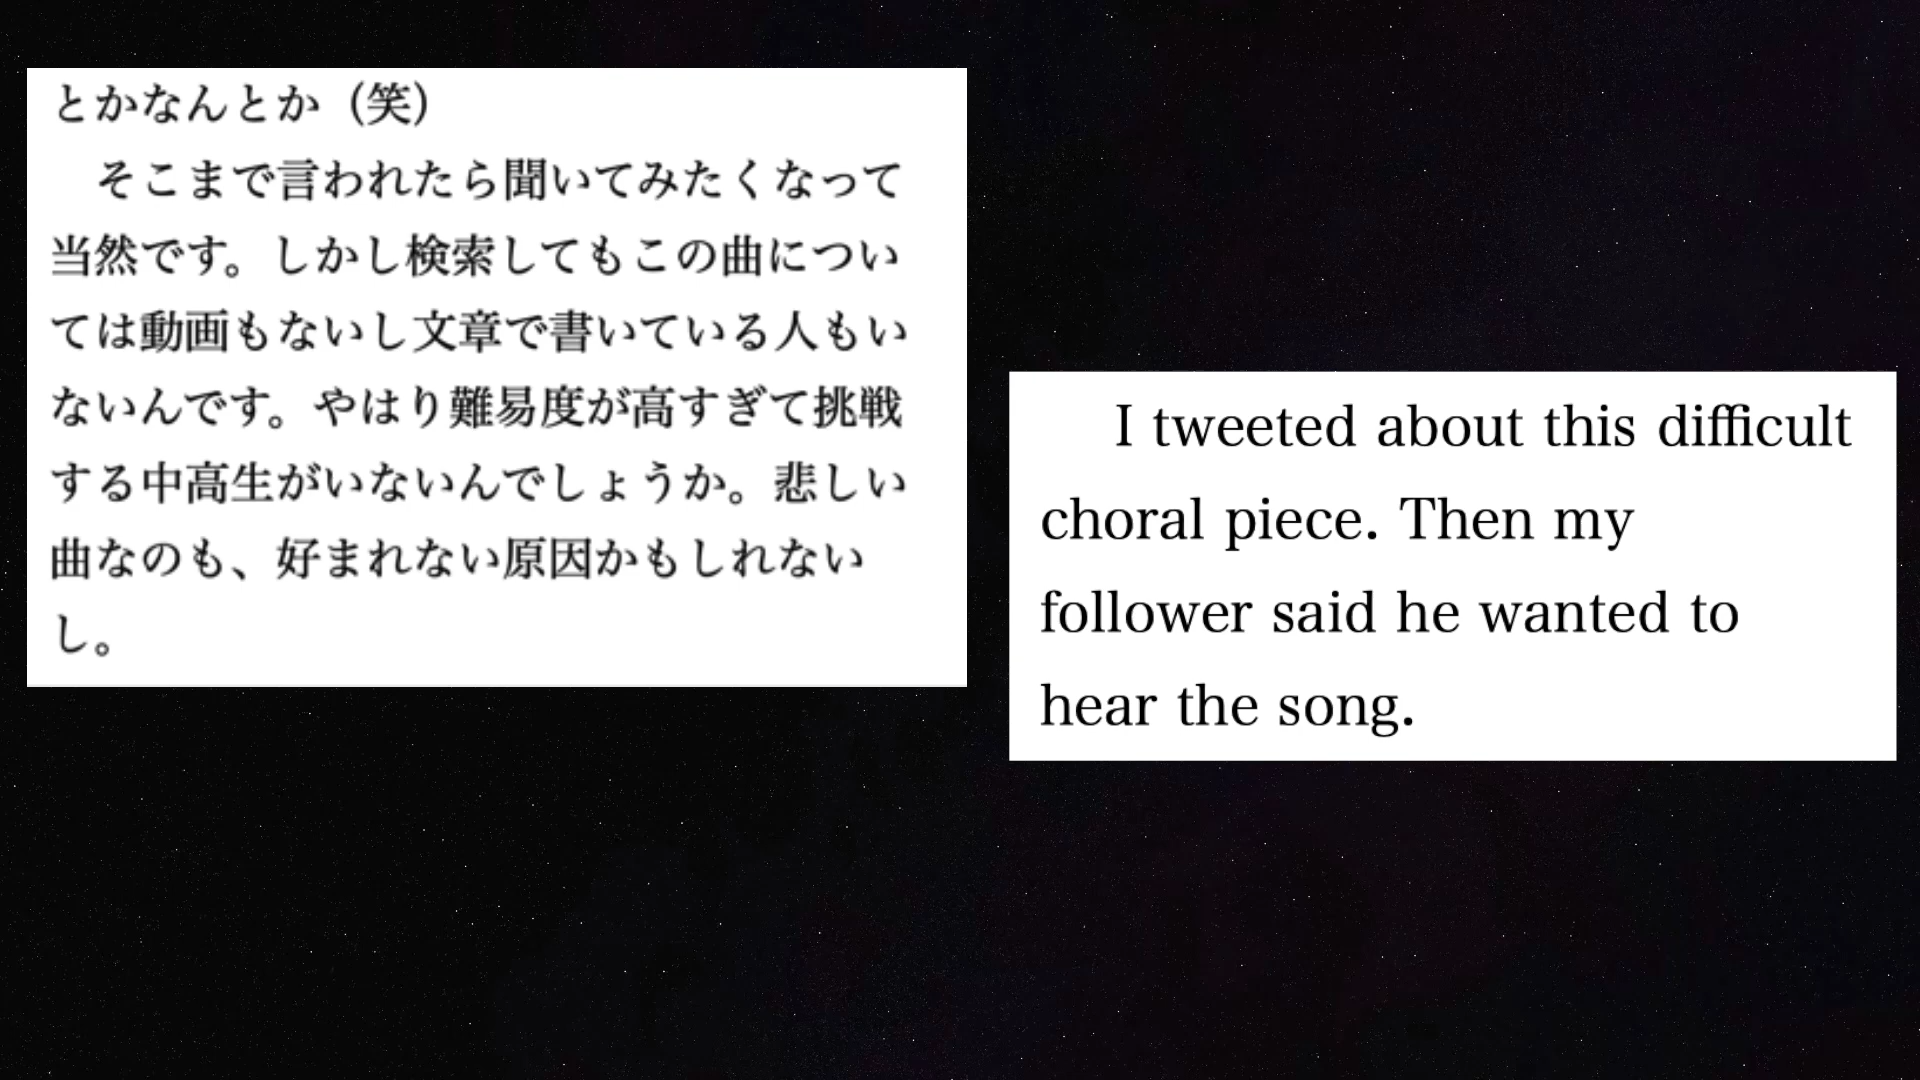 とかなんとか（笑）
　そこまで言われたら聞いてみたくなって
当然です。しかし検索してもこの曲につい
ては動画もないし文章で書いている人もい
ないんです。やはり難易度が高すぎて挑戦
する中高生がいないんでしょうか。悲しい
曲なのも、好まれない原因かもしれない
し。
I tweeted about this difficult
choral piece. Then my
follower said he wanted to
hear the song.